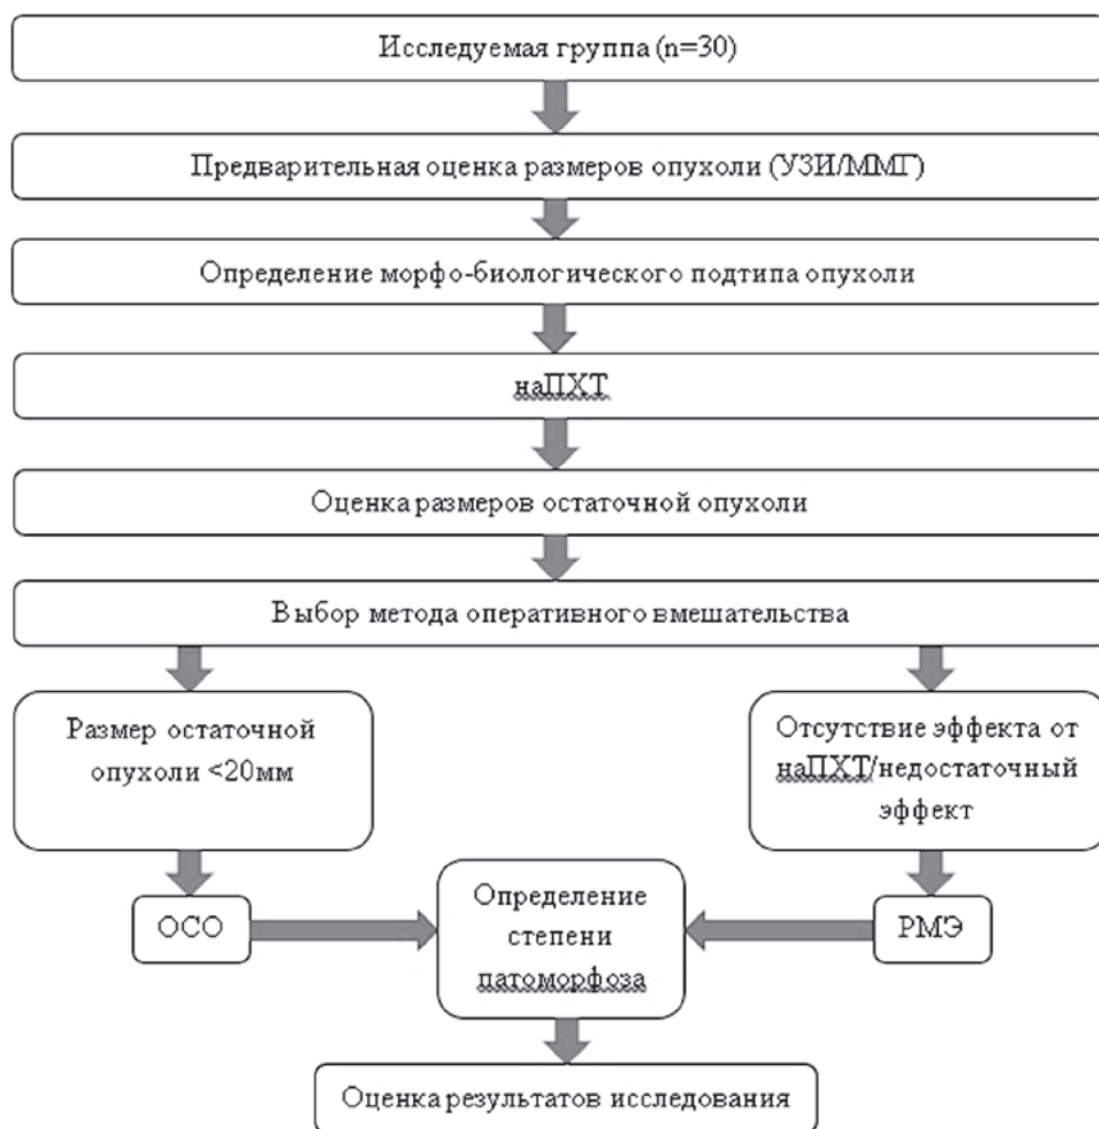 Исследуемая группа (n=30)
Предварительная оценка размеров опухоли (УЗИ/ММГ)
Определение морфо-биологического подтипа опухоли
наПХТ
Оценка размеров остаточной опухоли
Выбор метода оперативного вмешательства
Размер остаточной
опухоли <20мм
Отсутствие эффекта от
наПХТ/недостаточный
эффект
ОСО
Определение
степени
патоморфоза
РМЭ
Оценка результатов исследования